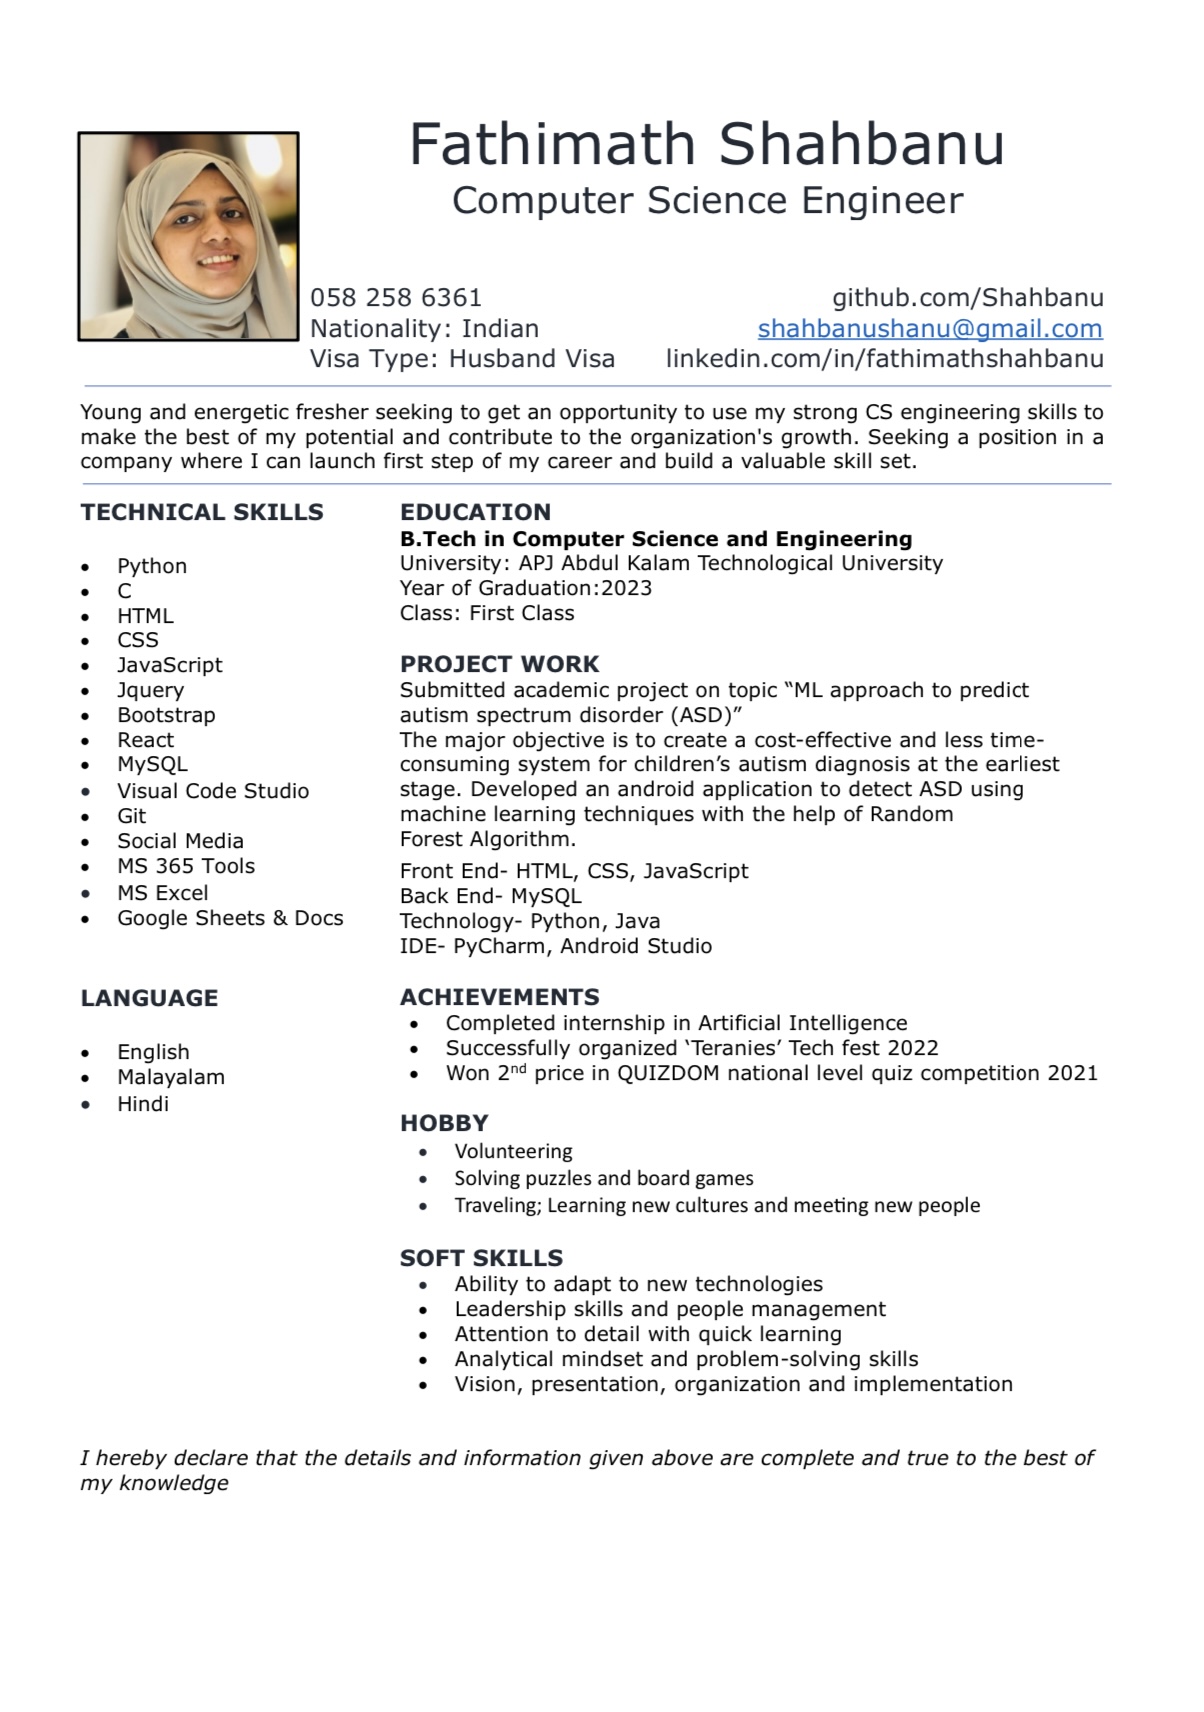 Fathimath Shahbanu
Computer Science Engineer
058 258 6361
Nationality: Indian
Visa Type: Husband Visa
github.com/Shahbanu
shahbanushanu@gmail.com
linkedin.com/in/fathimathshahbanu
Young and energetic fresher seeking to get an opportunity to use my strong CS engineering skills to
make the best of my potential and contribute to the organization's growth. Seeking a position in a
company where I can launch first step of my career and build a valuable skill set.
TECHNICAL SKILLS
• Python
• C
• HTML
• CSS
• JavaScript
• Jquery
• Bootstrap
• React
• MySQL
• Visual Code Studio
• Git
• Social Media
• MS 365 Tools
• MS Excel
• Google Sheets & Docs
LANGUAGE
• English
• Malayalam
• Hindi
EDUCATION
B.Tech in Computer Science and Engineering
University: APJ Abdul Kalam Technological University
Year of Graduation:2023
Class: First Class
PROJECT WORK
Submitted academic project on topic “ML approach to predict
autism spectrum disorder (ASD)”
The major objective is to create a cost-effective and less time-
consuming system for children’s autism diagnosis at the earliest
stage. Developed an android application to detect ASD using
machine learning techniques with the help of Random
Forest Algorithm.
Front End- HTML, CSS, JavaScript
Back End- MySQL
Technology- Python, Java
IDE- PyCharm, Android Studio
ACHIEVEMENTS
• Completed internship in Artificial Intelligence
• Successfully organized ‘Teranies’ Tech fest 2022
• Won 2nd price in QUIZDOM national level quiz competition 2021
HOBBY
• Volunteering
• Solving puzzles and board games
• Traveling; Learning new cultures and meeting new people
SOFT SKILLS
• Ability to adapt to new technologies
• Leadership skills and people management
• Attention to detail with quick learning
• Analytical mindset and problem-solving skills
• Vision, presentation, organization and implementation
I hereby declare that the details and information given above are complete and true to the best of
my knowledge